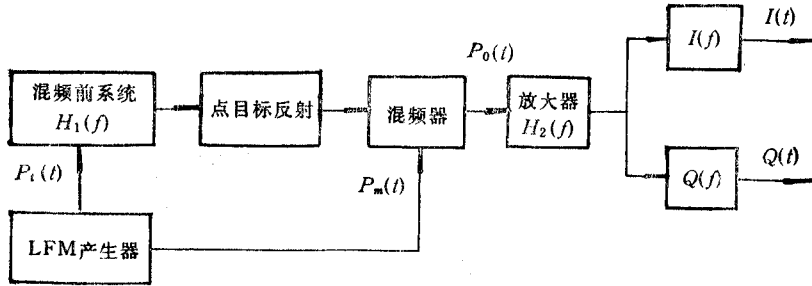 混频前系统
H₁(f)
点目标反射
混频器
P₀(t)
放大器
H₂(f)
I(f)
I(t)
Q(f)
Q(t)
Pₜ(t)
Pₘ(t)
LFM产生器